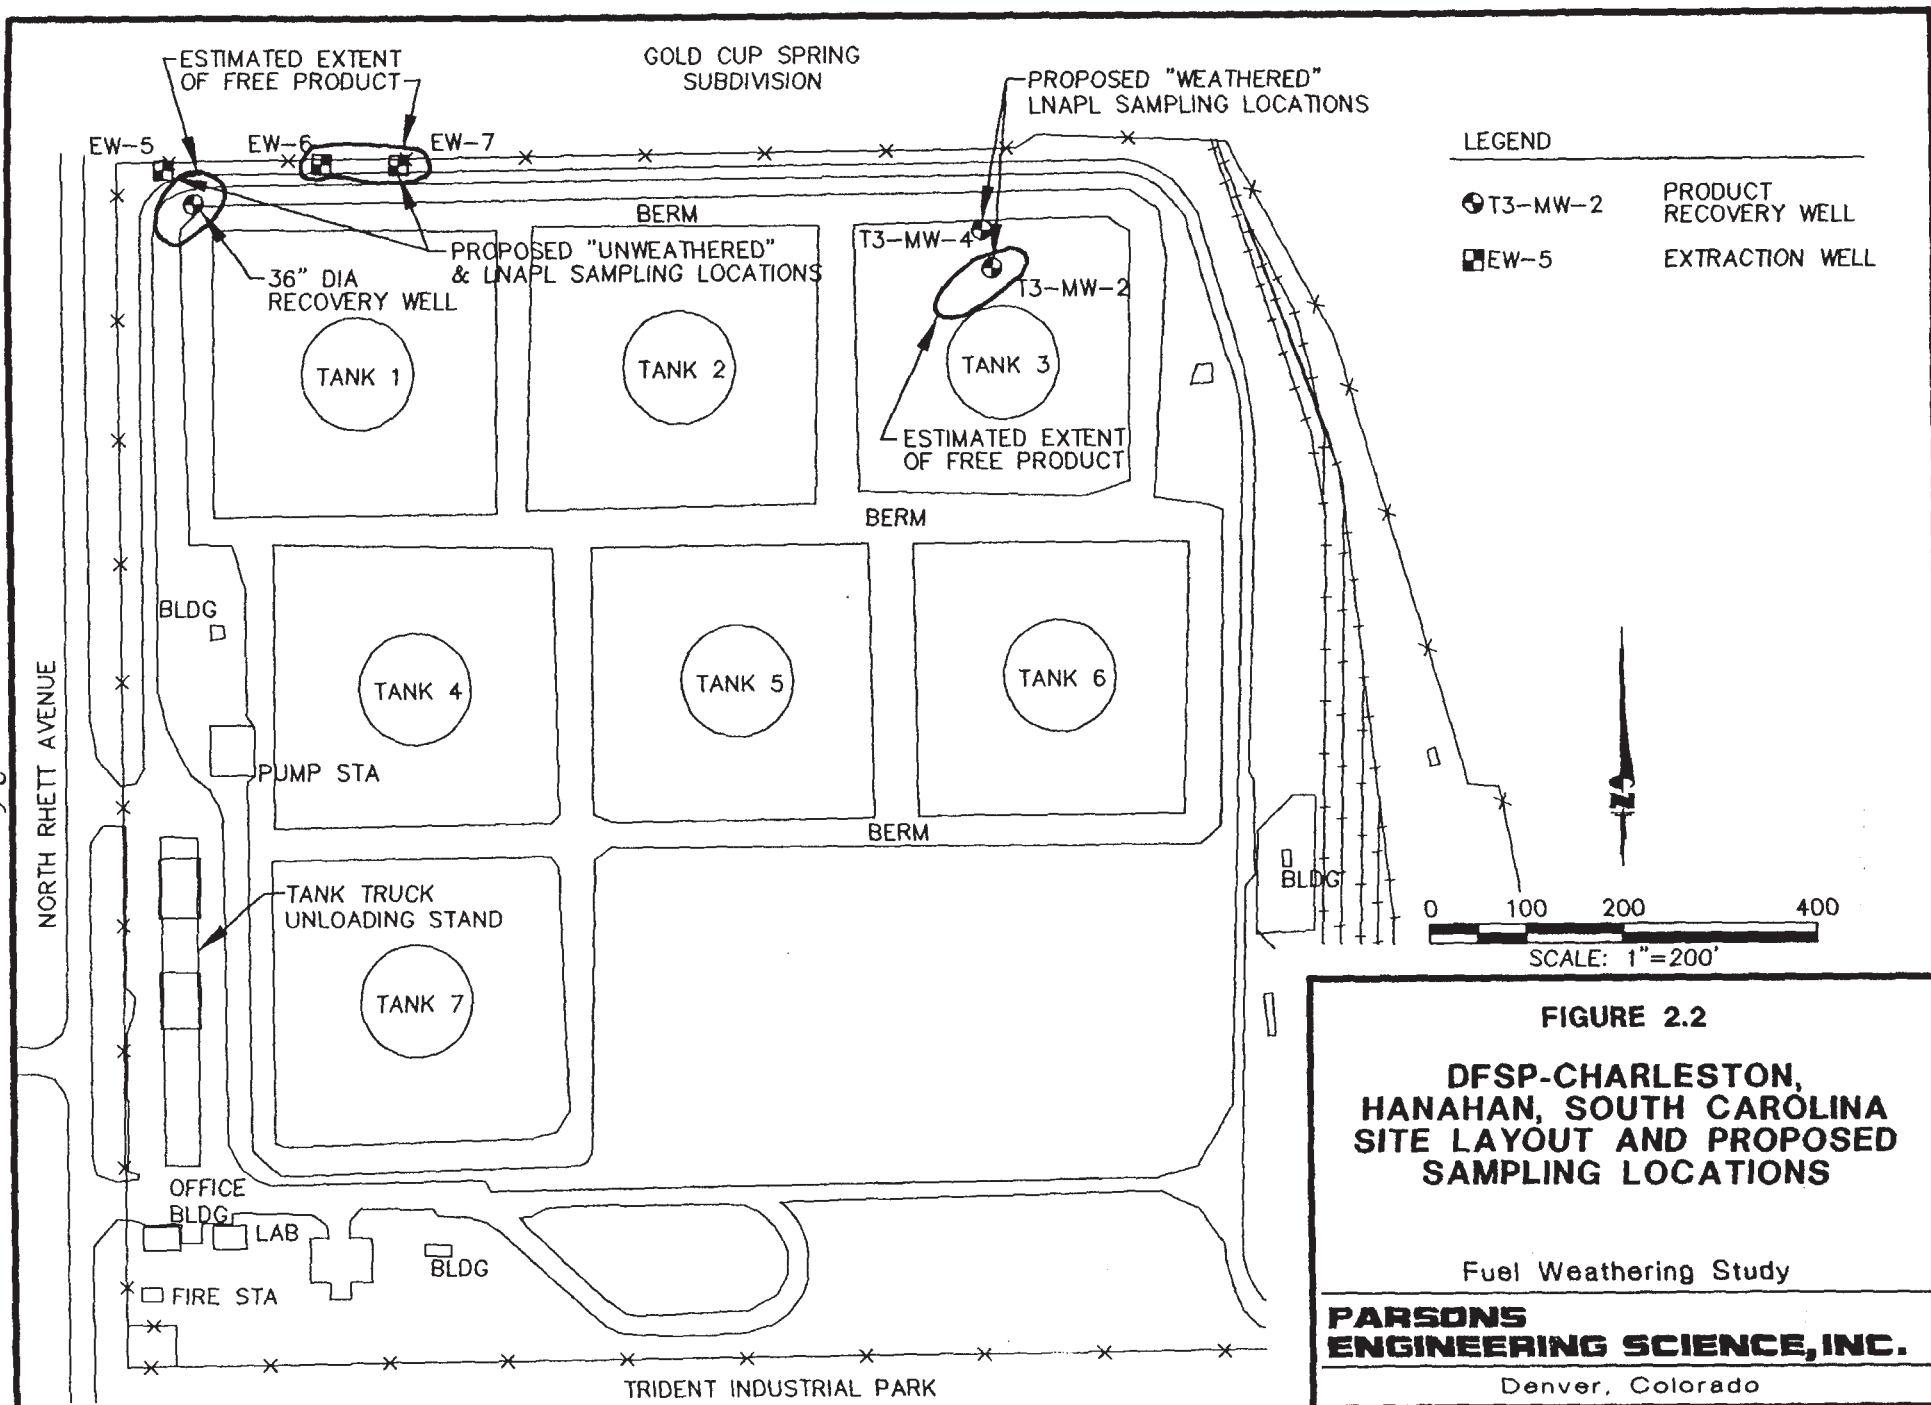 ESTIMATED EXTENT
OF FREE PRODUCT
GOLD CUP SPRING
SUBDIVISION
PROPOSED "WEATHERED"
LNAPL SAMPLING LOCATIONS
EW-5
EW-6
EW-7
BERM
T3-MW-4
PROPOSED "UNWEATHERED"
& LNAPL SAMPLING LOCATIONS
36" DIA
RECOVERY WELL
T3-MW-2
TANK 1
TANK 2
TANK 3
ESTIMATED EXTENT
OF FREE PRODUCT
BERM
LEGEND
T3-MW-2
PRODUCT
RECOVERY WELL
EW-5
EXTRACTION WELL
BLDG
TANK 4
TANK 5
TANK 6
PUMP STA
NORTH RHETT AVENUE
BERM
BLDG
TANK TRUCK
UNLOADING STAND
TANK 7
N
0 100 200 400
SCALE: 1"=200'
OFFICE
BLDG
LAB
BLDG
FIRE STA
TRIDENT INDUSTRIAL PARK
FIGURE 2.2
DFSP-CHARLESTON,
HANAHAN, SOUTH CAROLINA
SITE LAYOUT AND PROPOSED
SAMPLING LOCATIONS
Fuel Weathering Study
PARSONS
ENGINEERING SCIENCE, INC.
Denver, Colorado